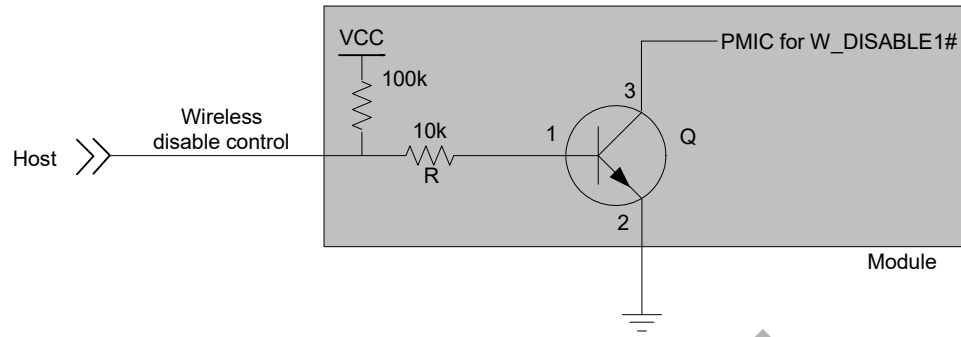 VCC
PMIC for W_DISABLE1#
100k
3
Wireless
disable control
10k
1
Q
Host
R
2
Module